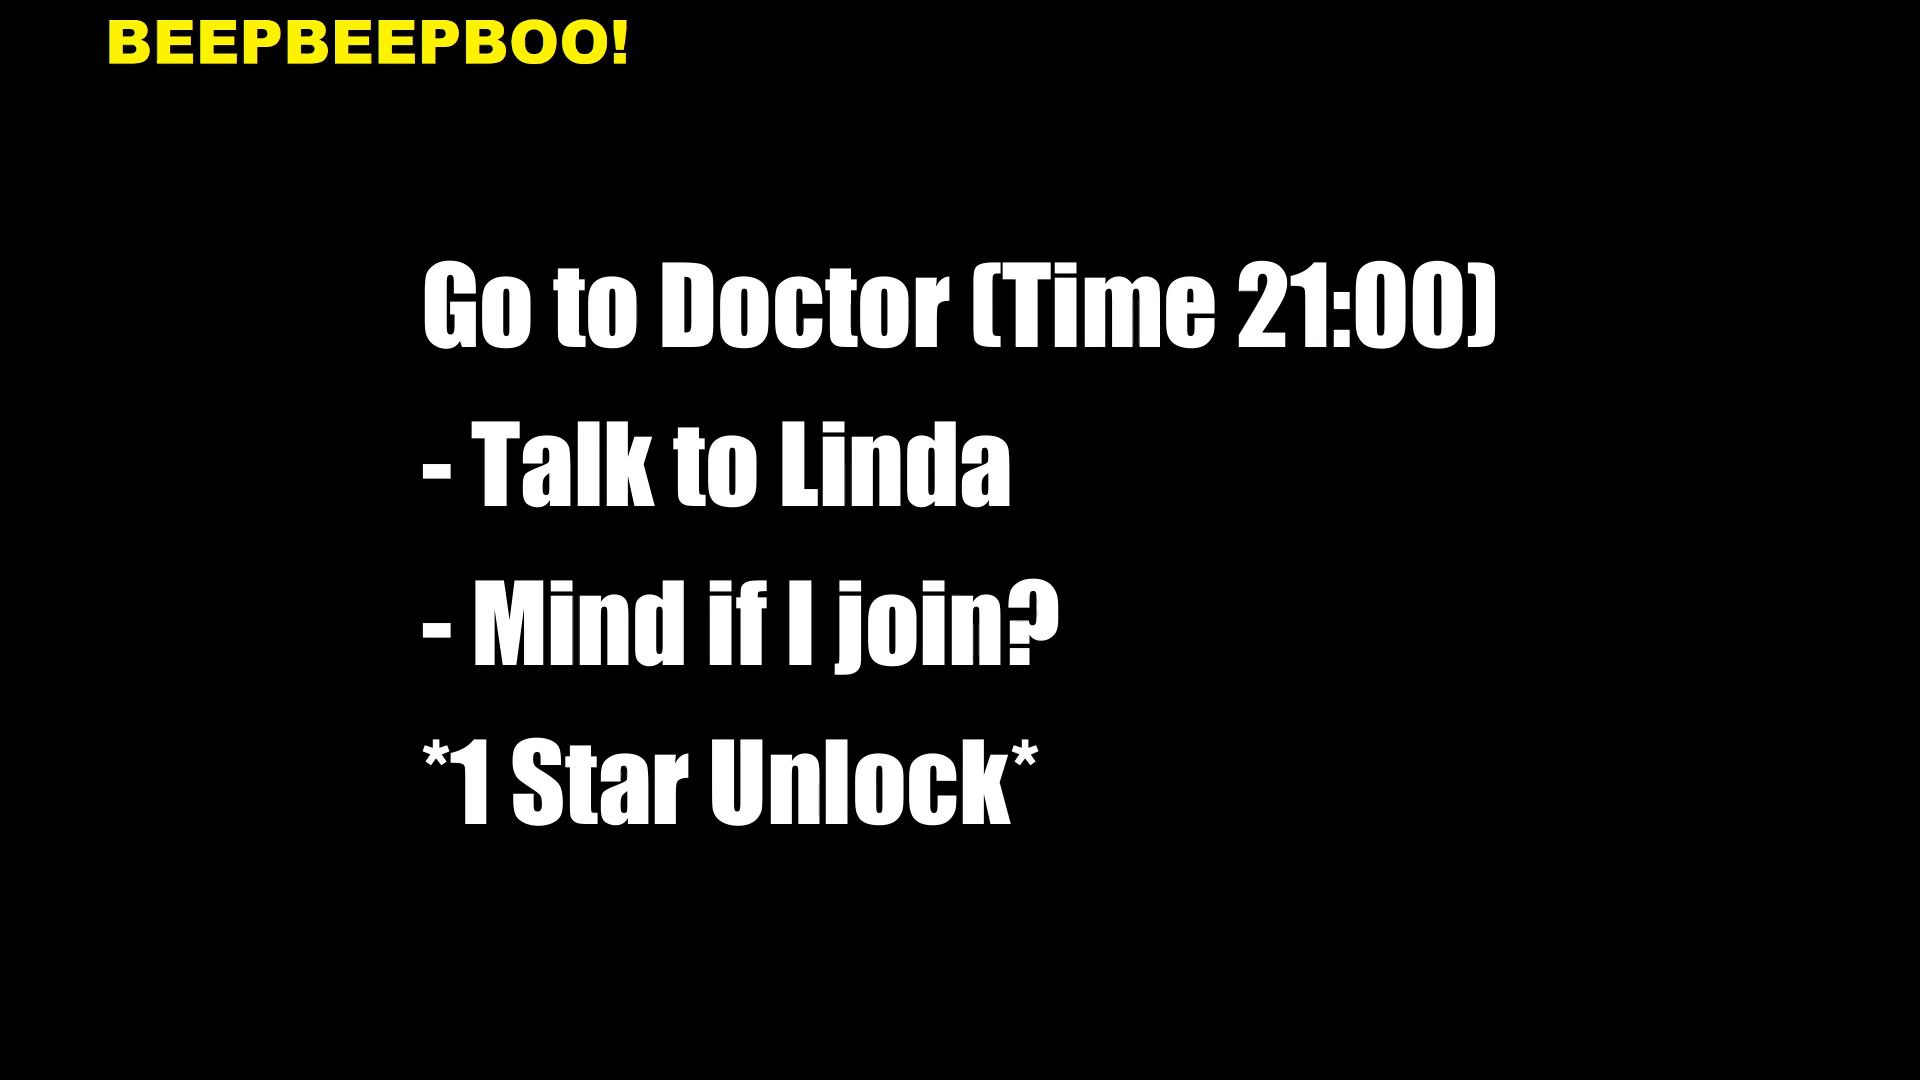 BEEPBEEPBOO!
Go to Doctor (Time 21:00)
- Talk to Linda
- Mind if I join?
*1 Star Unlock*